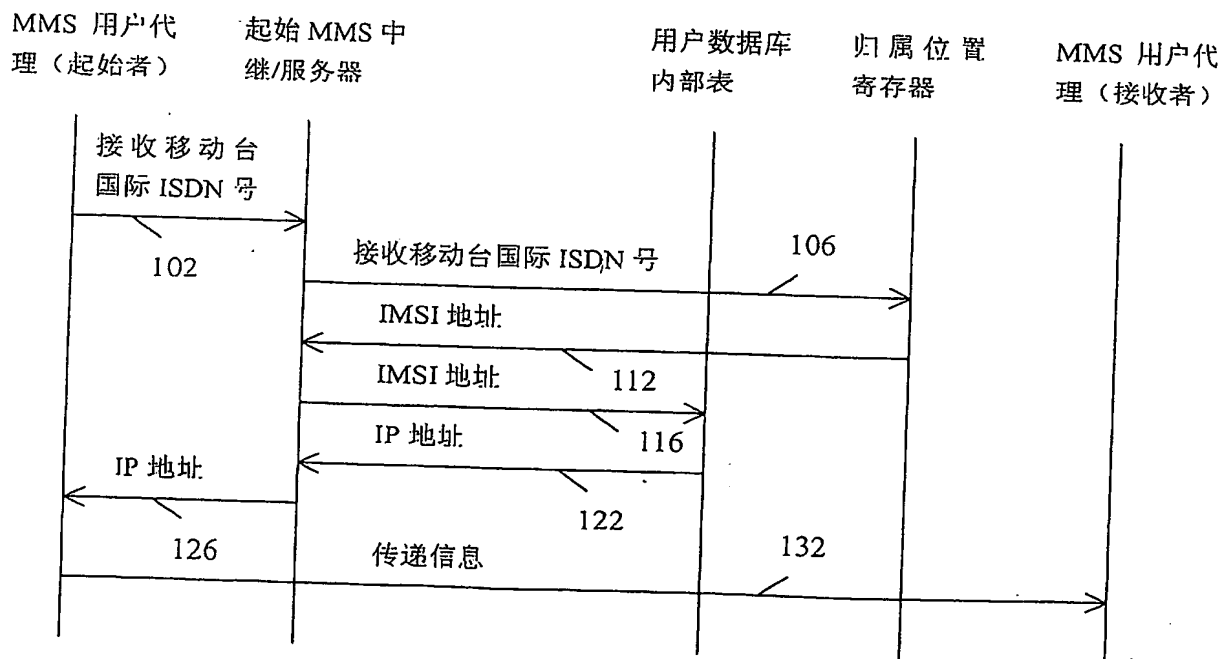 MMS 用户代
理（起始者）
起始 MMS 中
继/服务器
用户数据库
内部表
归属位置
寄存器
MMS 用户代
理（接收者）
接收移动台
国际 ISDN 号
102
接收移动台国际 ISDN 号
106
IMSI 地址
112
IMSI 地址
116
IP 地址
122
IP 地址
126
传递信息
132